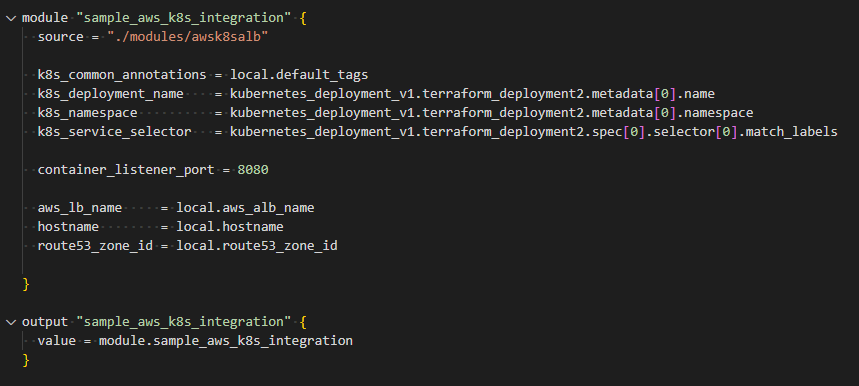 module "sample_aws_k8s_integration" {
  source = "./modules/awsk8salb"

  k8s_common_annotations = local.default_tags
  k8s_deployment_name    = kubernetes_deployment_v1.terraform_deployment2.metadata[0].name
  k8s_namespace          = kubernetes_deployment_v1.terraform_deployment2.metadata[0].namespace
  k8s_service_selector   = kubernetes_deployment_v1.terraform_deployment2.spec[0].selector[0].match_labels

  container_listener_port = 8080

  aws_lb_name     = local.aws_alb_name
  hostname        = local.hostname
  route53_zone_id = local.route53_zone_id

}

output "sample_aws_k8s_integration" {
  value = module.sample_aws_k8s_integration
}